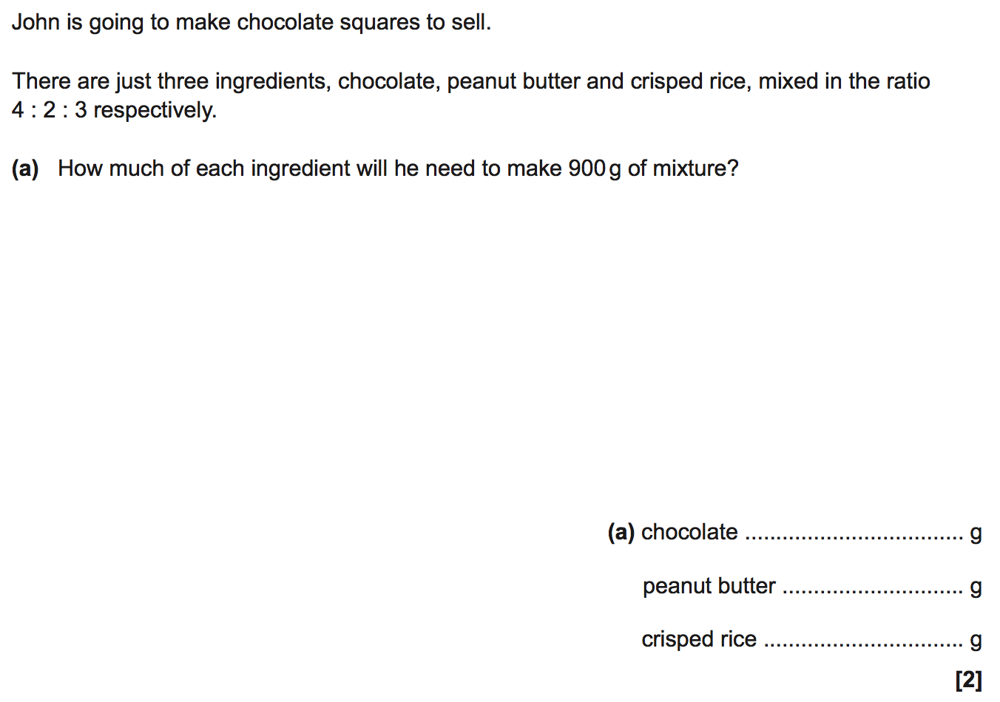 John is going to make chocolate squares to sell.
There are just three ingredients, chocolate, peanut butter and crisped rice, mixed in the ratio
4 : 2 : 3 respectively.
(a) How much of each ingredient will he need to make 900 g of mixture?
(a) chocolate .................................. g
peanut butter ............................ g
crisped rice ............................... g
[2]